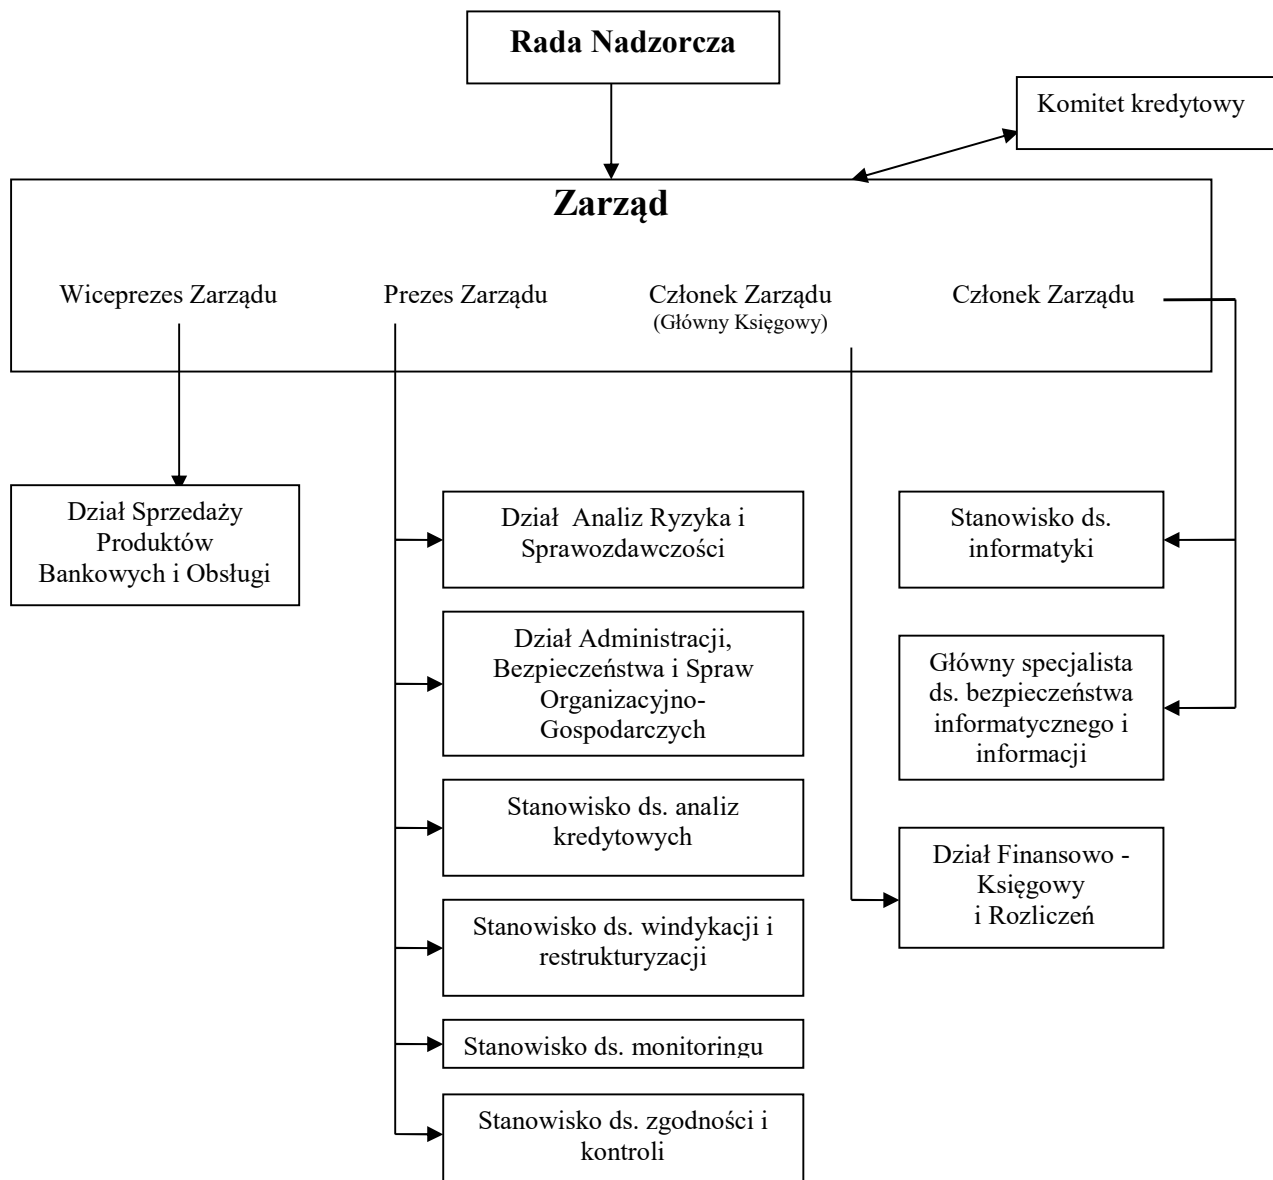 Rada Nadzorcza
Komitet kredytowy
Zarząd
Wiceprezes Zarządu
Prezes Zarządu
Członek Zarządu
(Główny Księgowy)
Członek Zarządu
Dział Sprzedaży
Produktów
Bankowych i Obsługi
Dział Analiz Ryzyka i
Sprawozdawczości
Dział Administracji,
Bezpieczeństwa i Spraw
Organizacyjno-
Gospodarczych
Stanowisko ds. analiz
kredytowych
Stanowisko ds. windykacji i
restrukturyzacji
Stanowisko ds. monitoringu
Stanowisko ds. zgodności i
kontroli
Stanowisko ds.
informatyki
Główny specjalista
ds. bezpieczeństwa
informatycznego i
informacji
Dział Finansowo -
Księgowy
i Rozliczeń